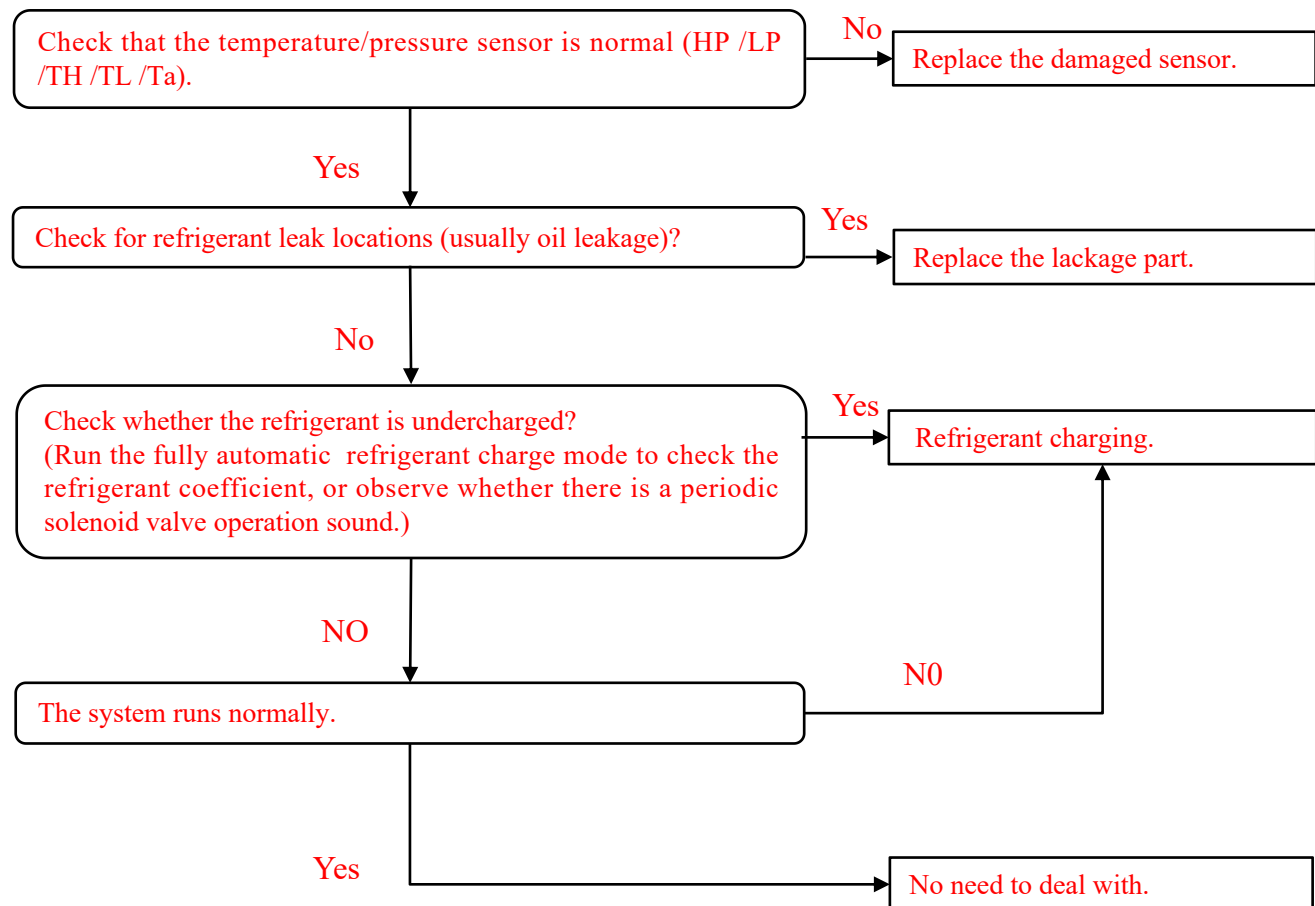 Check that the temperature/pressure sensor is normal (HP /LP
/TH /TL /Ta).
No
Replace the damaged sensor.
Yes
Check for refrigerant leak locations (usually oil leakage)?
Yes
Replace the lackage part.
No
Check whether the refrigerant is undercharged?
(Run the fully automatic refrigerant charge mode to check the
refrigerant coefficient, or observe whether there is a periodic
solenoid valve operation sound.)
Yes
Refrigerant charging.
NO
The system runs normally.
N0
Yes
No need to deal with.